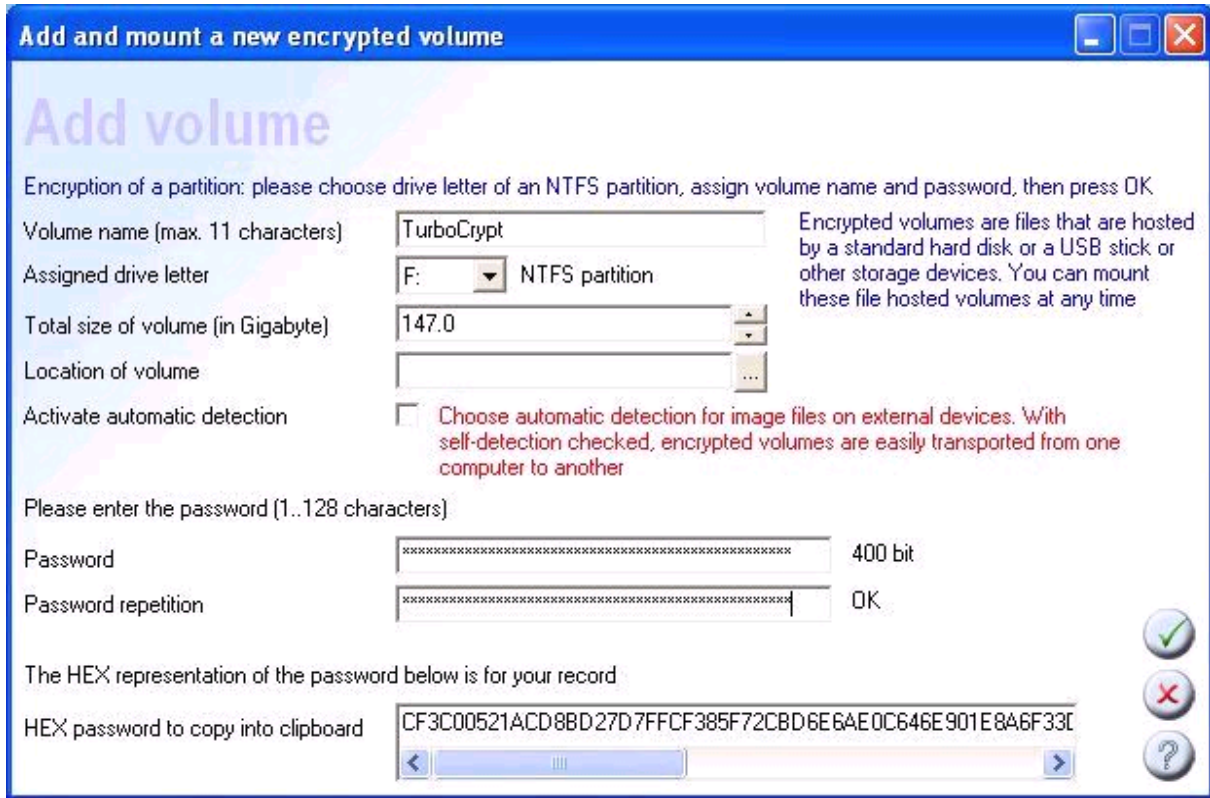 Add and mount a new encrypted volume
Add volume
Encryption of a partition: please choose drive letter of an NTFS partition, assign volume name and password, then press OK
Volume name (max. 11 characters)
TurboCrypt
Encrypted volumes are files that are hosted
by a standard hard disk or a USB stick or
other storage devices. You can mount
these file hosted volumes at any time
Assigned drive letter
F:
NTFS partition
Total size of volume (in Gigabyte)
147.0
Location of volume
...
Activate automatic detection
Choose automatic detection for image files on external devices. With
self-detection checked, encrypted volumes are easily transported from one
computer to another
Please enter the password (1..128 characters)
Password
**************************************************
400 bit
Password repetition
**************************************************
OK
The HEX representation of the password below is for your record
HEX password to copy into clipboard
CF3C00521ACD8BD27D7FFCF385F72CBD6E6AE0C646E901E8A6F33D
?